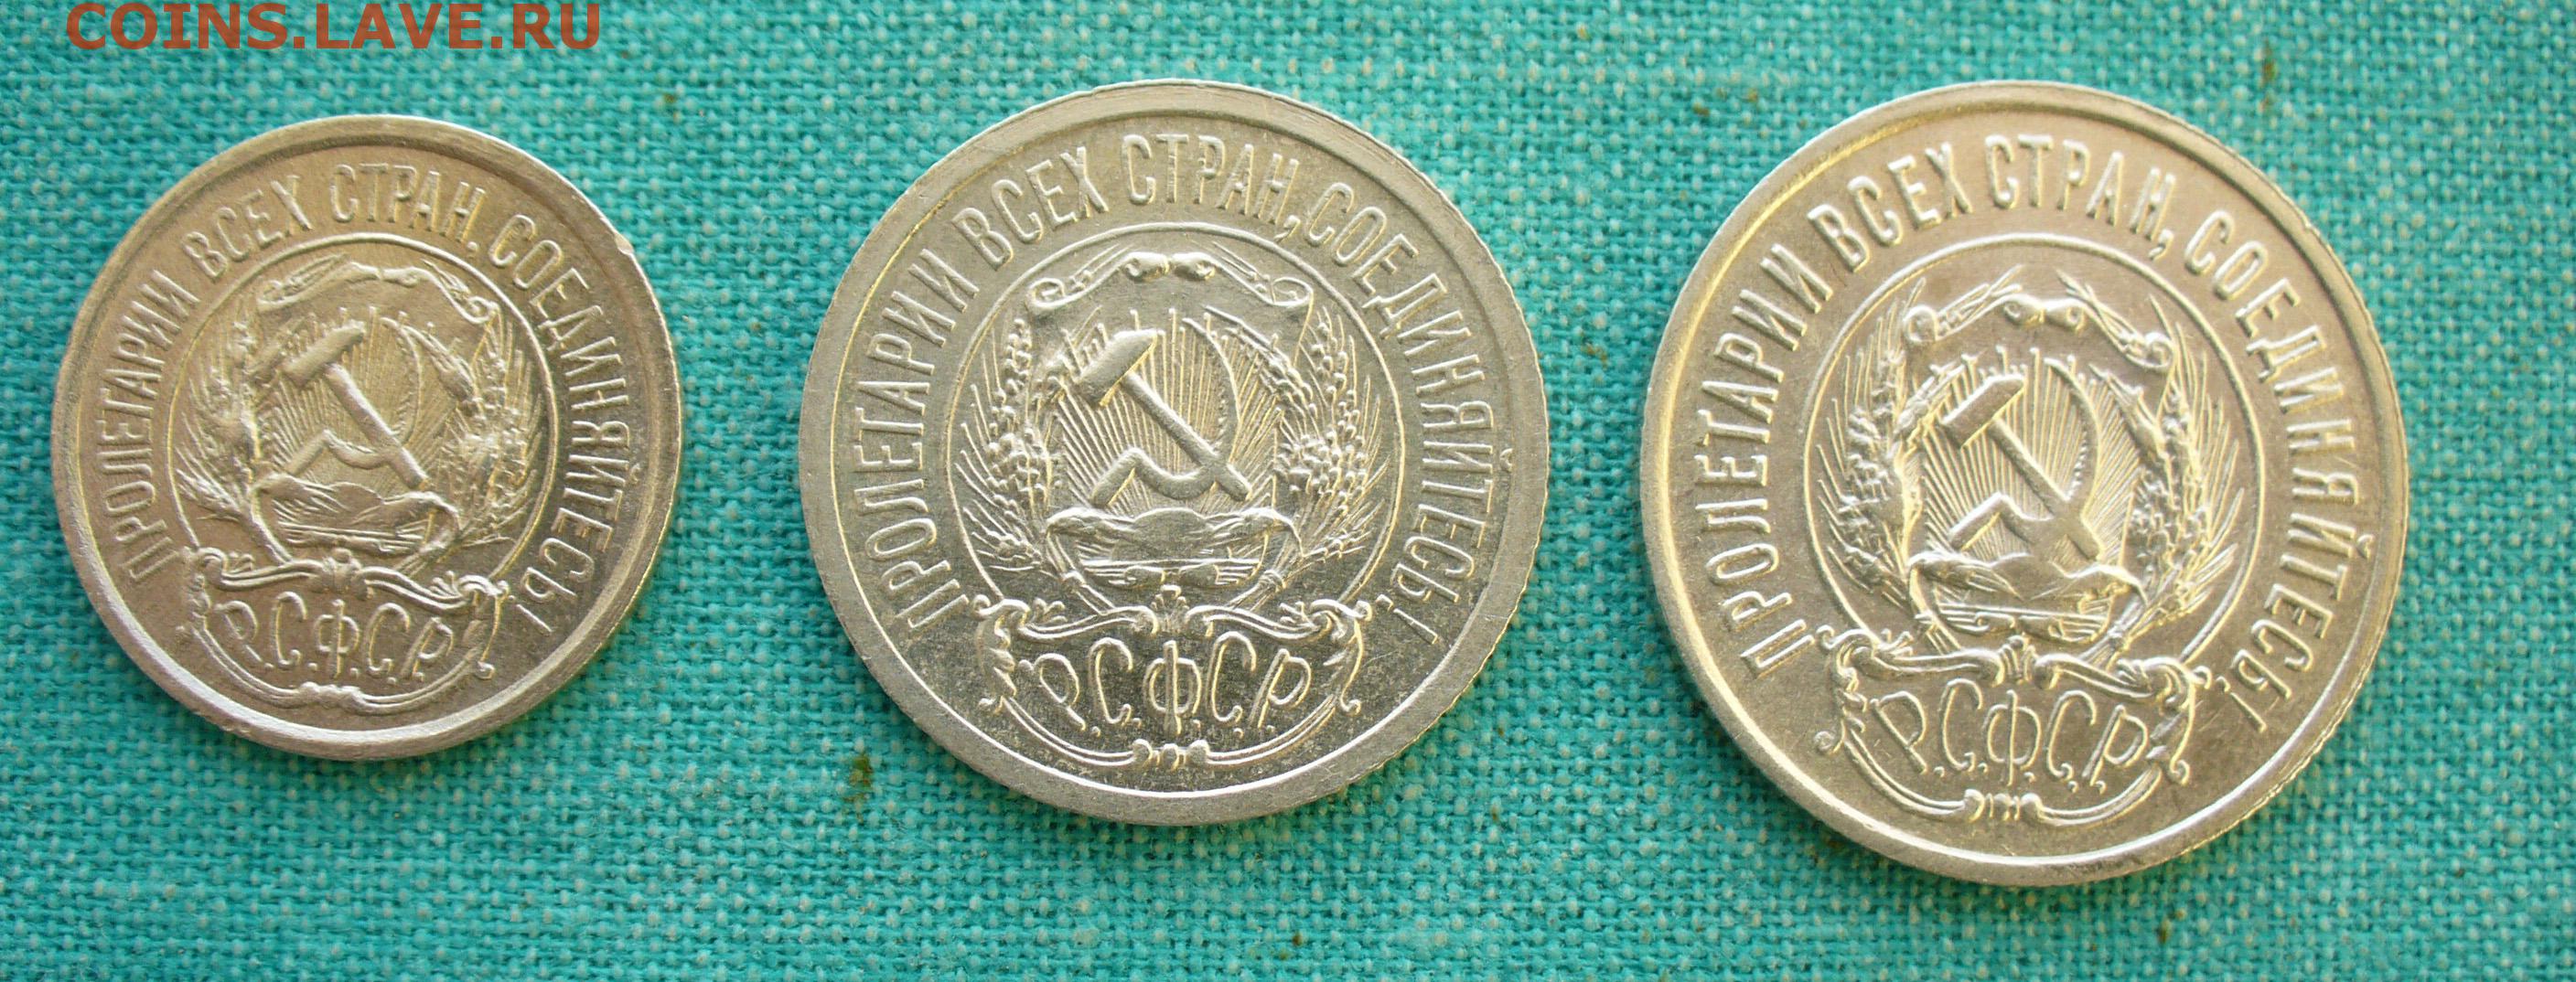 COINS.LAVE.RU
ПРОЛЕТАРИИ ВСЕХ СТРАН, СОЕДИНЯЙТЕСЬ!
Р.С.Ф.С.Р.
ПРОЛЕТАРИИ ВСЕХ СТРАН, СОЕДИНЯЙТЕСЬ!
Р.С.Ф.С.Р.
ПРОЛЕТАРИИ ВСЕХ СТРАН, СОЕДИНЯЙТЕСЬ!
Р.С.Ф.С.Р.